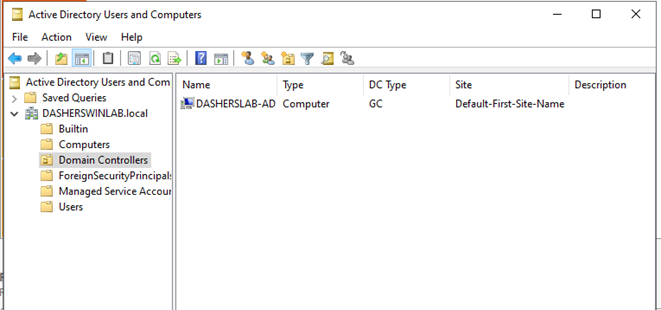 Active Directory Users and Computers
File Action View Help
Active Directory Users and Com
Saved Queries
DASHERSWINLAB.local
Builtin
Computers
Domain Controllers
ForeignSecurityPrincipals
Managed Service Accour
Users
Name Type DC Type Site Description
DASHERSLAB-AD Computer GC Default-First-Site-Name